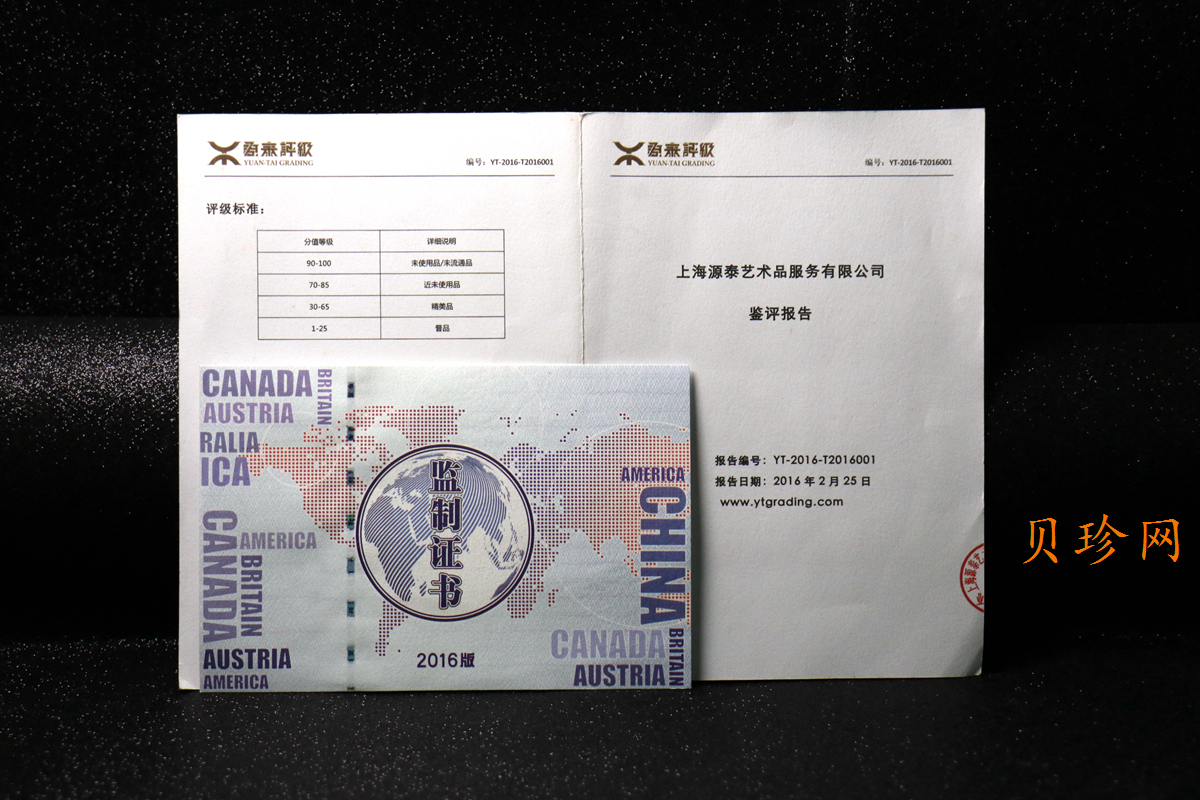 源泰評級
YUAN-TAI GRADING
编号：YT-2016-T2016001
评级标准：
分值等级 详细说明
90-100 未使用品/未流通品
70-85 近未使用品
30-65 精美品
1-25 普品
源泰評級
YUAN-TAI GRADING
编号：YT-2016-T2016001
上海源泰艺术品服务有限公司
鉴评报告
报告编号：YT-2016-T2016001
报告日期：2016 年 2 月 25 日
www.ytgrading.com
上海源泰艺
CANADA
BRITAIN
AUSTRIA
RALIA
ICA
CANADA
AMERICA
BRITAIN
AUSTRIA
AMERICA
监制证书
2016版
AMERICA
CHINA
CANADA
BRITAIN
AUSTRIA
贝珍网